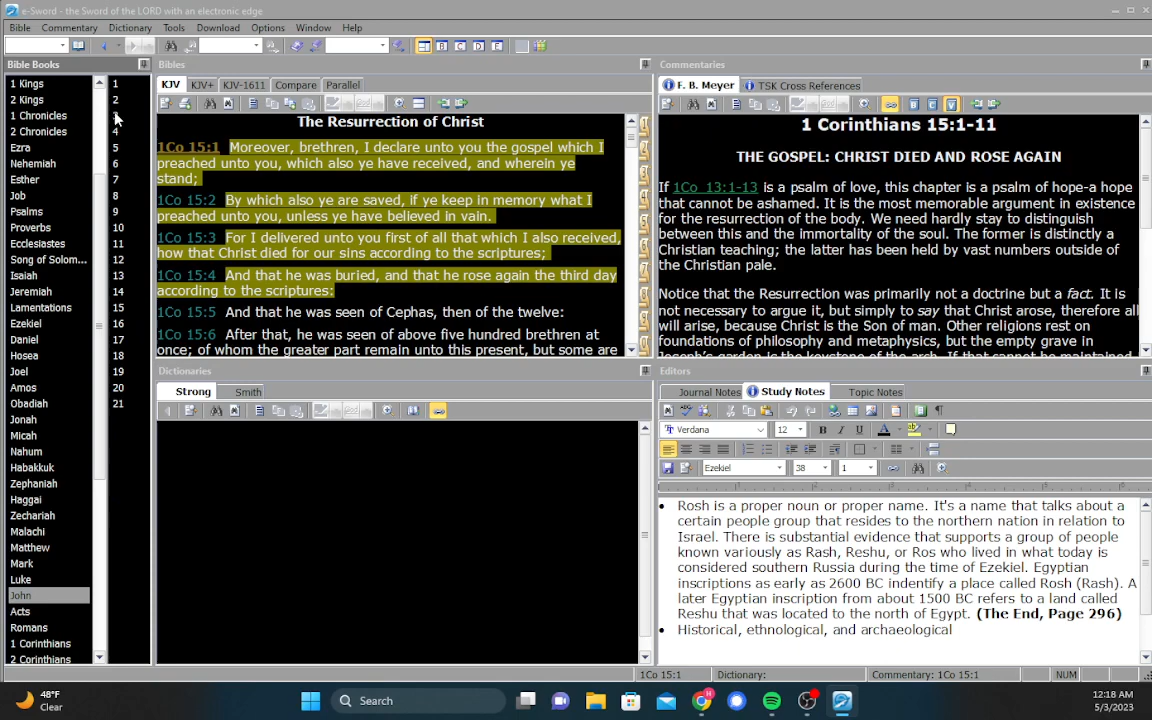 e-Sword - the Sword of the LORD with an electronic edge
Bible Commentary Dictionary Tools Download Options Window Help
Bible Books
1 Kings
2 Kings
1 Chronicles
2 Chronicles
Ezra
Nehemiah
Esther
Job
Psalms
Proverbs
Ecclesiastes
Song of Solom...
Isaiah
Jeremiah
Lamentations
Ezekiel
Daniel
Hosea
Joel
Amos
Obadiah
Jonah
Micah
Nahum
Habakkuk
Zephaniah
Haggai
Zechariah
Malachi
Matthew
Mark
Luke
John
Acts
Romans
1 Corinthians
2 Corinthians
1
2
3
4
5
6
7
8
9
10
11
12
13
14
15
16
17
18
19
20
21
Bibles
KJV KJV+ KJV-1611 Compare Parallel
The Resurrection of Christ
1Co 15:1 Moreover, brethren, I declare unto you the gospel which I
preached unto you, which also ye have received, and wherein ye
stand;
1Co 15:2 By which also ye are saved, if ye keep in memory what I
preached unto you, unless ye have believed in vain.
1Co 15:3 For I delivered unto you first of all that which I also received,
how that Christ died for our sins according to the scriptures;
1Co 15:4 And that he was buried, and that he rose again the third day
according to the scriptures:
1Co 15:5 And that he was seen of Cephas, then of the twelve:
1Co 15:6 After that, he was seen of above five hundred brethren at
once; of whom the greater part remain unto this present, but some are
Commentaries
F. B. Meyer TSK Cross References
1 Corinthians 15:1-11
THE GOSPEL: CHRIST DIED AND ROSE AGAIN
If 1Co 13:1-13 is a psalm of love, this chapter is a psalm of hope-a hope
that cannot be ashamed. It is the most memorable argument in existence
for the resurrection of the body. We need hardly stay to distinguish
between this and the immortality of the soul. The former is distinctly a
Christian teaching; the latter has been held by vast numbers outside of
the Christian pale.
Notice that the Resurrection was primarily not a doctrine but a fact. It is
not necessary to argue it, but simply to say that Christ arose, therefore all
will arise, because Christ is the Son of man. Other religions rest on
foundations of philosophy and metaphysics, but the empty grave in
Joseph's garden is the keystone of the arch. If that cannot be maintained
Dictionaries
Strong Smith
Editors
Journal Notes Study Notes Topic Notes
Verdana 12 B I U A
Ezekiel 38 1
Rosh is a proper noun or proper name. It's a name that talks about a
certain people group that resides to the northern nation in relation to
Israel. There is substantial evidence that supports a group of people
known variously as Rash, Reshu, or Ros who lived in what today is
considered southern Russia during the time of Ezekiel. Egyptian
inscriptions as early as 2600 BC indentify a place called Rosh (Rash). A
later Egyptian inscription from about 1500 BC refers to a land called
Reshu that was located to the north of Egypt. (The End, Page 296)
Historical, ethnological, and archaeological
1Co 15:1 Dictionary: Commentary: 1Co 15:1 NUM
48°F
Clear
Search
12:18 AM
5/3/2023